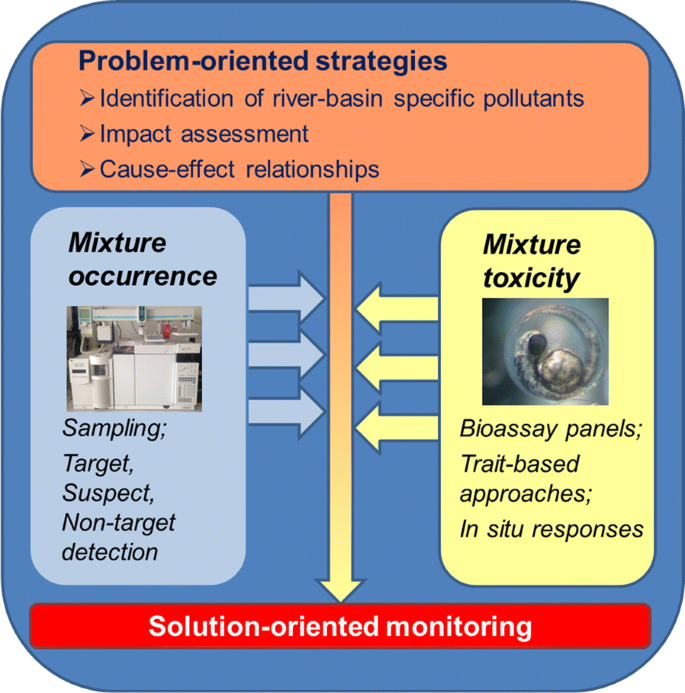 Problem-oriented strategies
➢Identification of river-basin specific pollutants
➢Impact assessment
➢Cause-effect relationships
Mixture
occurrence
Sampling;
Target,
Suspect,
Non-target
detection
Mixture
toxicity
Bioassay panels;
Trait-based
approaches;
In situ responses
Solution-oriented monitoring